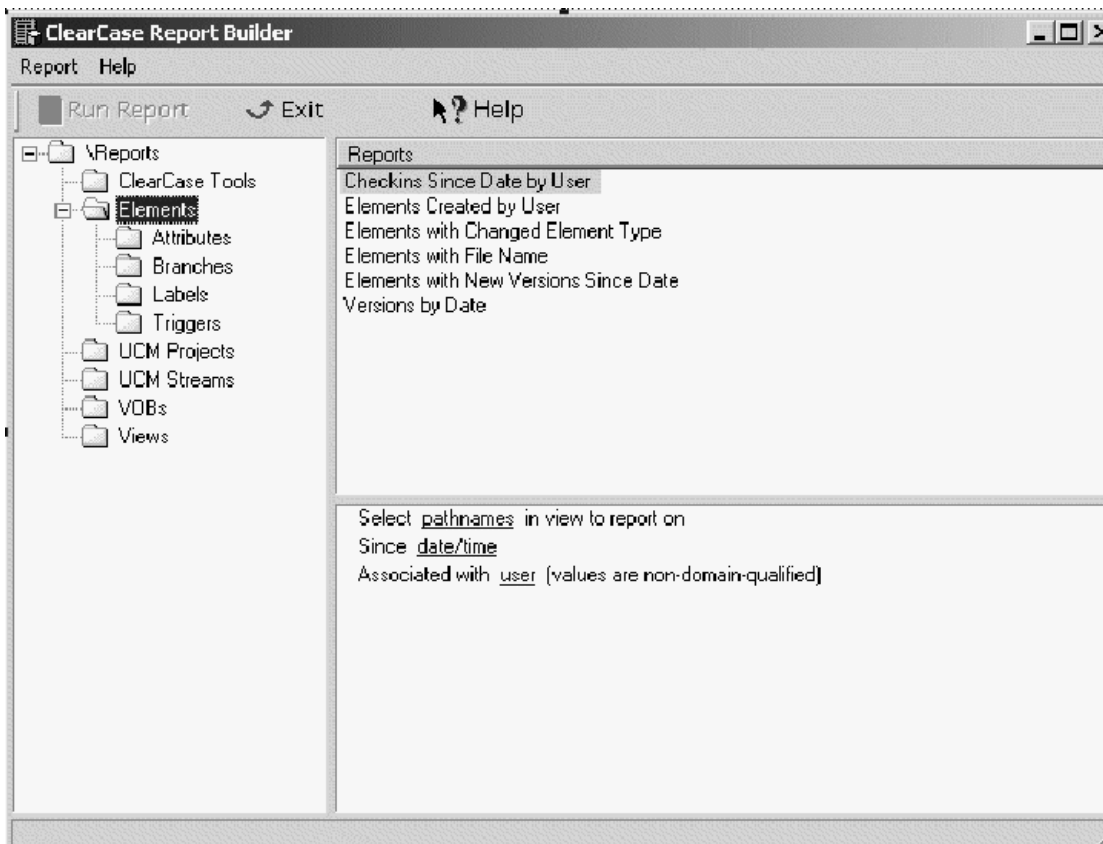 ClearCase Report Builder
Report Help
Run Report Exit Help
\Reports
ClearCase Tools
Elements
Attributes
Branches
Labels
Triggers
UCM Projects
UCM Streams
VOBs
Views
Reports
Checkins Since Date by User
Elements Created by User
Elements with Changed Element Type
Elements with File Name
Elements with New Versions Since Date
Versions by Date
Select pathnames in view to report on
Since date/time
Associated with user (values are non-domain-qualified)